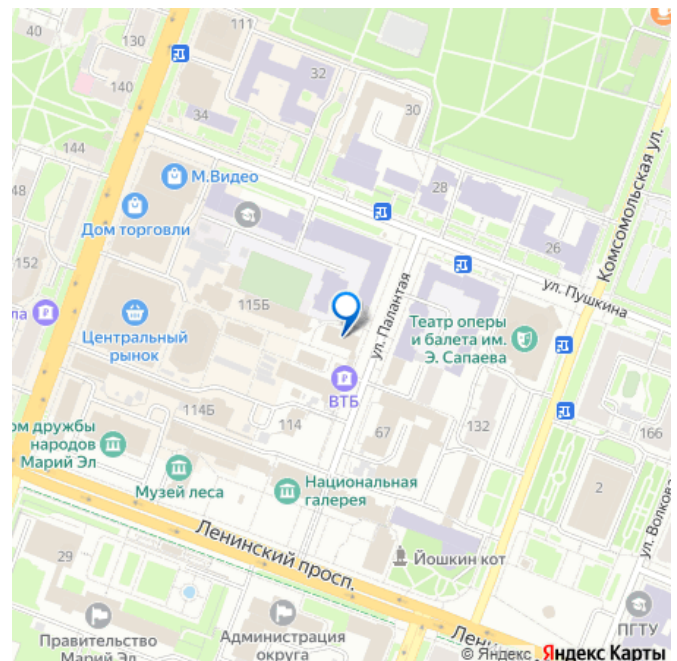 40
130
111
140
32
34
30
144
М.Видео
48
28
Дом торговли
26
Комсомольская ул.
152
ул. Пушкина
115Б
ул. Палантая
ла
Театр оперы
и балета им.
Э. Сапаева
Центральный
рынок
ВТБ
114Б
114
67
132
166
ом дружбы
народов
Марий Эл
Музей леса
Национальная
галерея
2
ул. Волкова
Ленинский просп.
Йошкин кот
29
Правительство
Марий Эл
Администрация
округа
Ленин
ПГТУ
© Яндекс Яндекс Карты